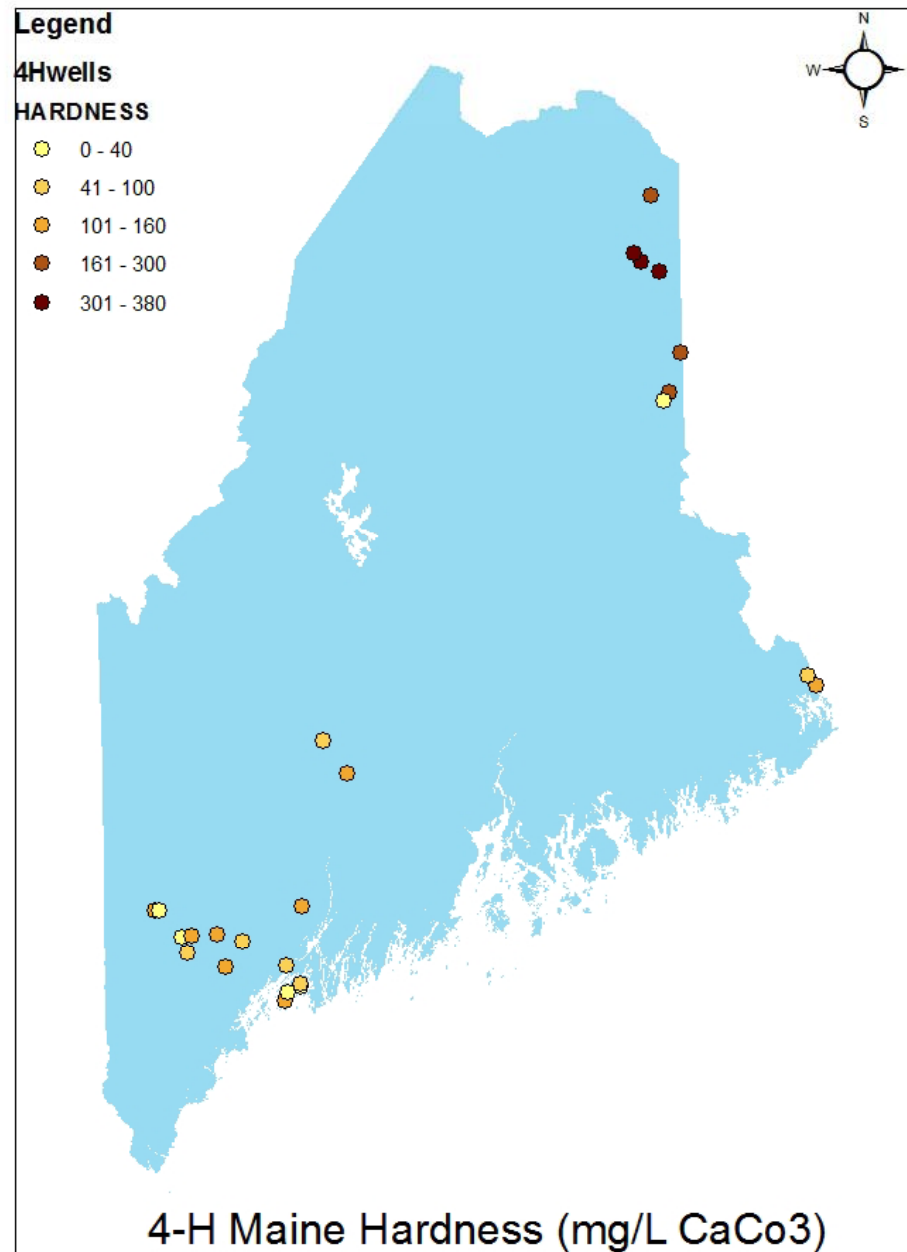 Legend
4Hwells
HARDNESS
0 - 40
41 - 100
101 - 160
161 - 300
301 - 380
N
W
S
4-H Maine Hardness (mg/L CaCo3)